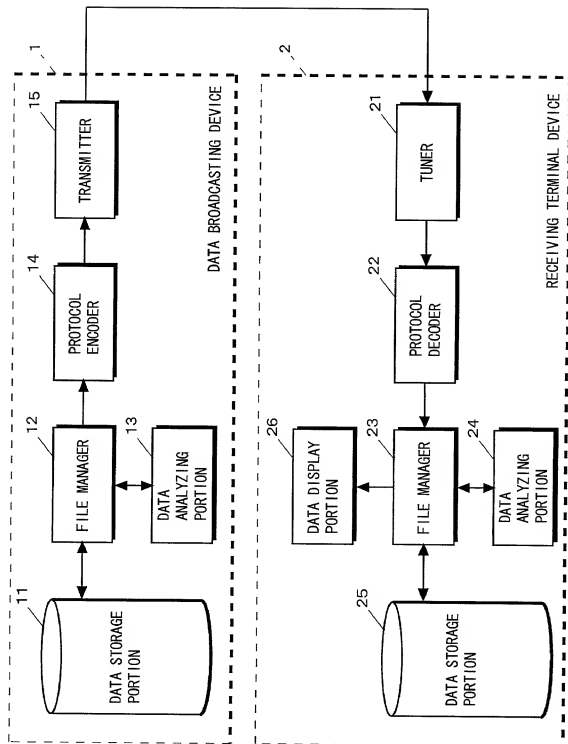 1
11
DATA STORAGE
PORTION
12
FILE MANAGER
13
DATA
ANALYZING
PORTION
14
PROTOCOL
ENCODER
15
TRANSMITTER
DATA BROADCASTING DEVICE
2
25
DATA STORAGE
PORTION
26
DATA DISPLAY
PORTION
23
FILE MANAGER
24
DATA
ANALYZING
PORTION
22
PROTOCOL
DECODER
21
TUNER
RECEIVING TERMINAL DEVICE